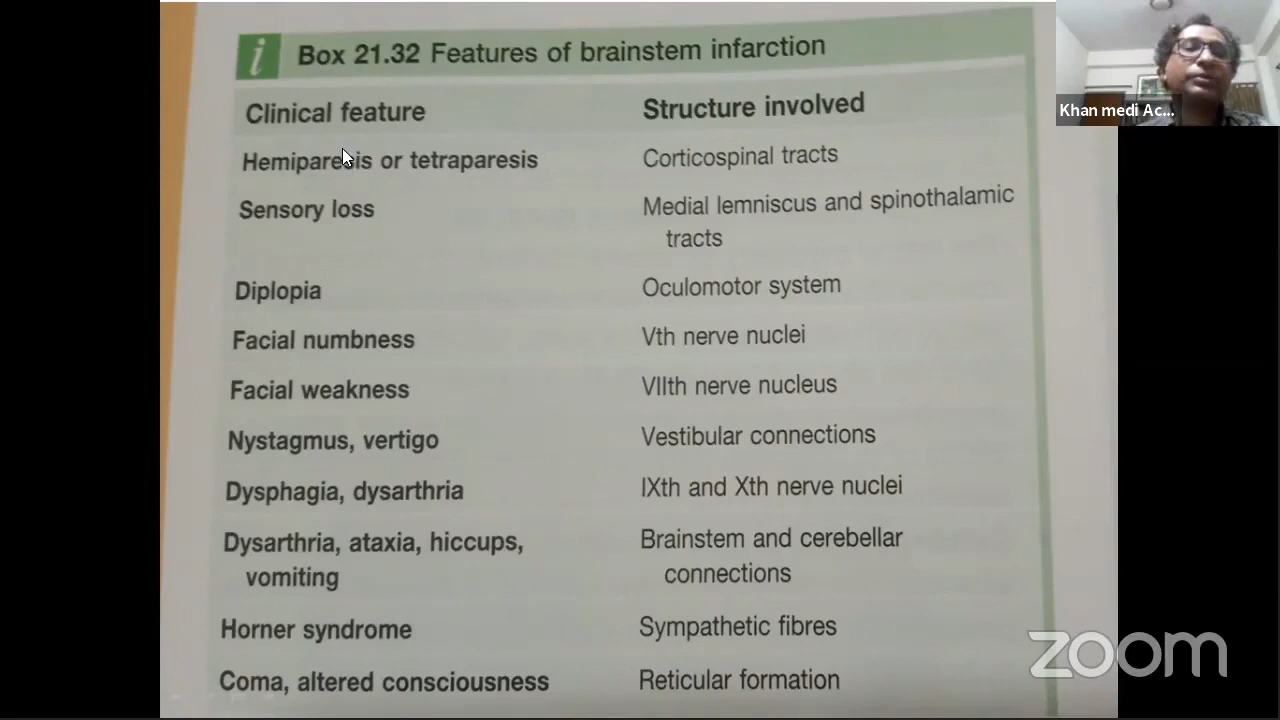 i Box 21.32 Features of brainstem infarction
Clinical feature Structure involved
Hemiparesis or tetraparesis Corticospinal tracts
Sensory loss Medial lemniscus and spinothalamic
tracts
Diplopia Oculomotor system
Facial numbness Vth nerve nuclei
Facial weakness VIIth nerve nucleus
Nystagmus, vertigo Vestibular connections
Dysphagia, dysarthria IXth and Xth nerve nuclei
Dysarthria, ataxia, hiccups, Brainstem and cerebellar
vomiting connections
Horner syndrome Sympathetic fibres
Coma, altered consciousness Reticular formation
Khan medi Ac...
zoom